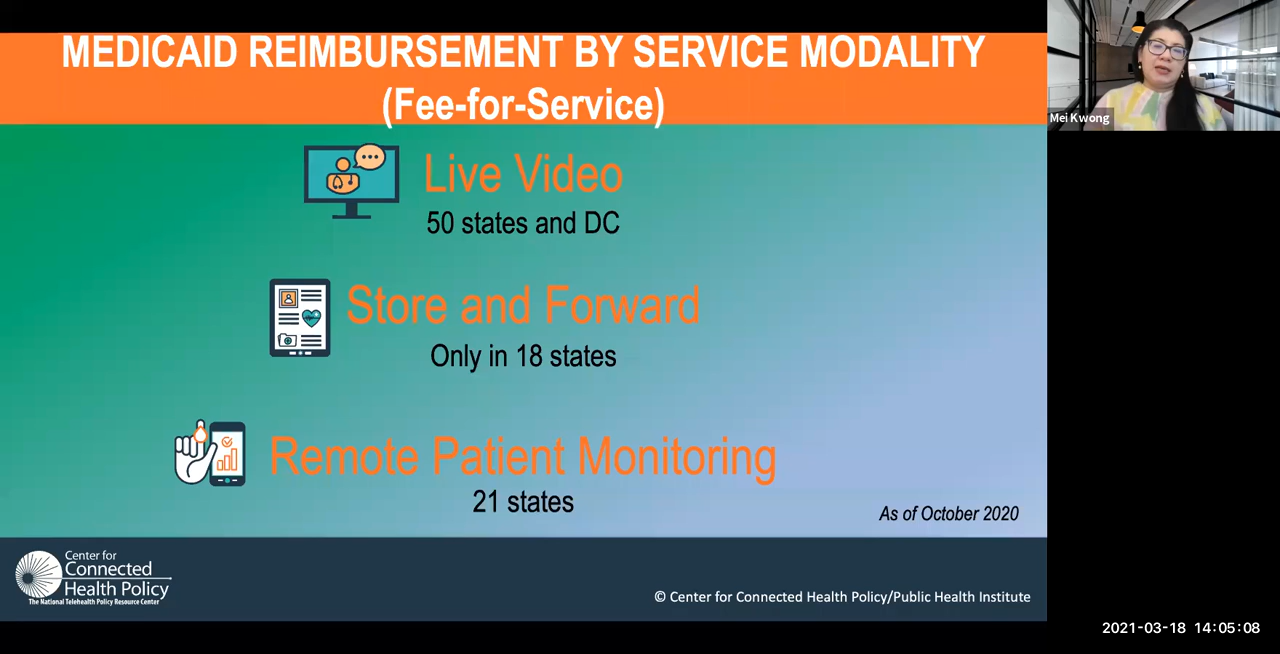 MEDICAID REIMBURSEMENT BY SERVICE MODALITY
(Fee-for-Service)
Mei Kwong
Live Video
50 states and DC
Store and Forward
Only in 18 states
Remote Patient Monitoring
21 states
As of October 2020
Center for
Connected
Health Policy
The National Telehealth Policy Resource Center
© Center for Connected Health Policy/Public Health Institute
2021-03-18 14:05:08